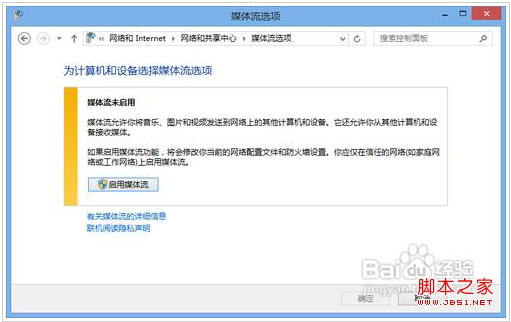 媒体流选项
网络和 Internet
网络和共享中心
媒体流选项
搜索控制面板
为计算机和设备选择媒体流选项
媒体流未启用
媒体流允许你将音乐、图片和视频发送到网络上的其他计算机和设备。它还允许你从其他计算机和设
备接收媒体。
如果启用媒体流功能，将会修改你当前的网络配置文件和防火墙设置。你应仅在信任的网络(如家庭网
络或工作网络)上启用媒体流。
启用媒体流
有关媒体流的详细信息
联机阅读隐私声明
Baidu经验
jingyan.
确定
脚本之家
www.JB51.NET